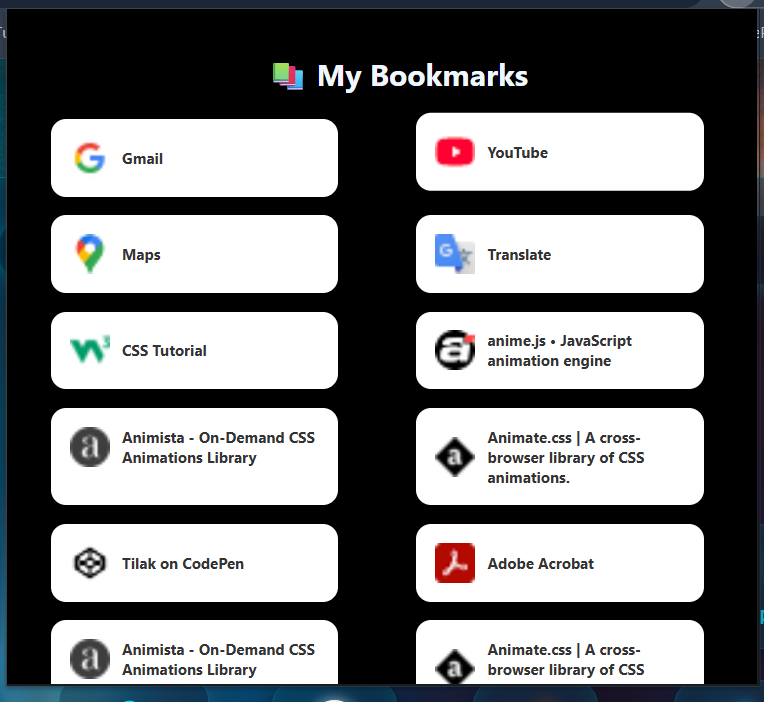 My Bookmarks
Gmail
YouTube
Maps
Translate
CSS Tutorial
anime.js • JavaScript
animation engine
Animista - On-Demand CSS
Animations Library
Animate.css | A cross-
browser library of CSS
animations.
Tilak on CodePen
Adobe Acrobat
Animista - On-Demand CSS
Animations Library
Animate.css | A cross-
browser library of CSS